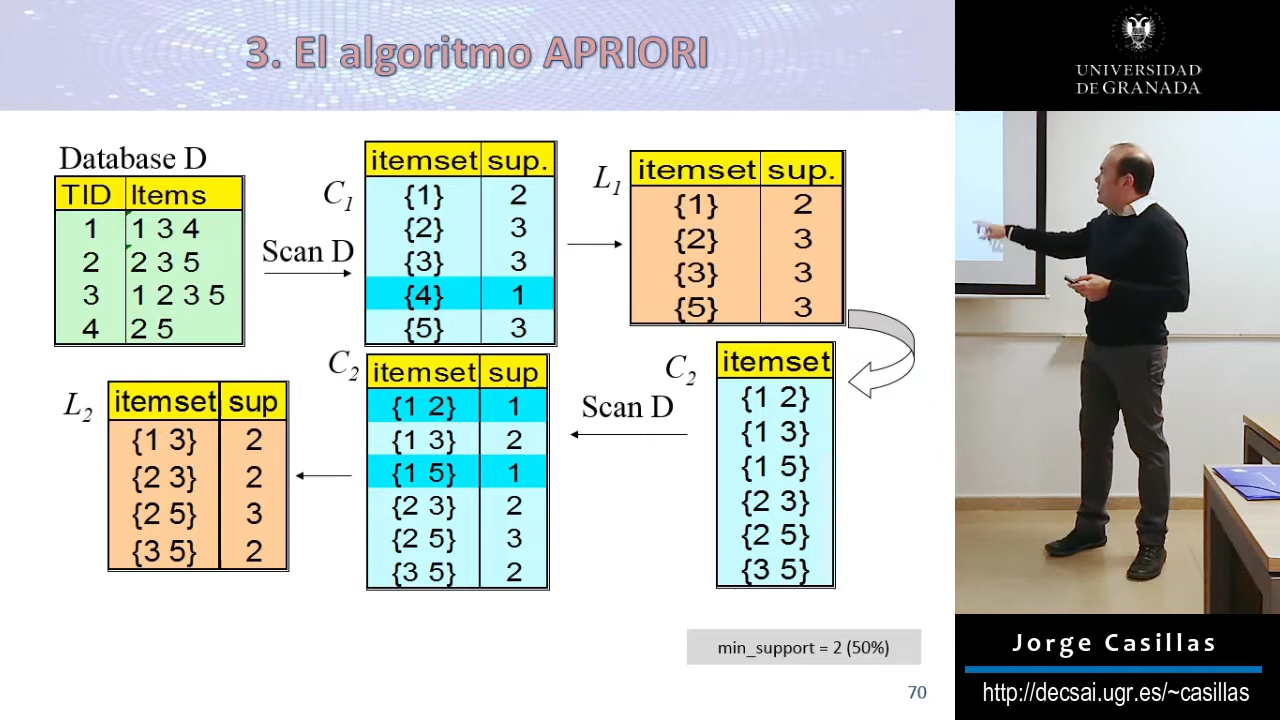 3. El algoritmo APRIORI
UNIVERSIDAD
DE GRANADA
Database D
TID Items
1 1 3 4
2 2 3 5
3 1 2 3 5
4 2 5
Scan D
C1
itemset sup.
{1} 2
{2} 3
{3} 3
{4} 1
{5} 3
L1
itemset sup.
{1} 2
{2} 3
{3} 3
{5} 3
C2
itemset
{1 2}
{1 3}
{1 5}
{2 3}
{2 5}
{3 5}
Scan D
C2
itemset sup
{1 2} 1
{1 3} 2
{1 5} 1
{2 3} 2
{2 5} 3
{3 5} 2
L2
itemset sup
{1 3} 2
{2 3} 2
{2 5} 3
{3 5} 2
min_support = 2 (50%)
70
Jorge Casillas
http://decsai.ugr.es/~casillas